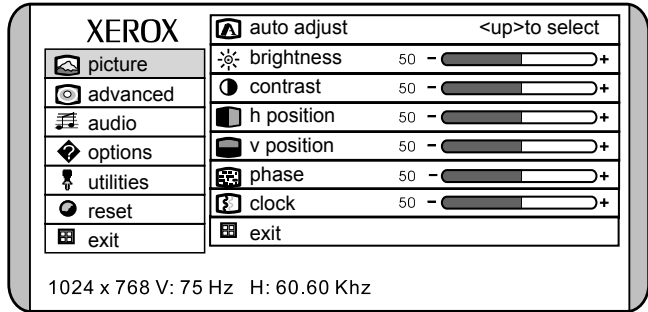 XEROX
picture
advanced
audio
options
utilities
reset
exit
auto adjust <up>to select
brightness 50 - +
contrast 50 - +
h position 50 - +
v position 50 - +
phase 50 - +
clock 50 - +
exit
1024 x 768 V: 75 Hz H: 60.60 Khz